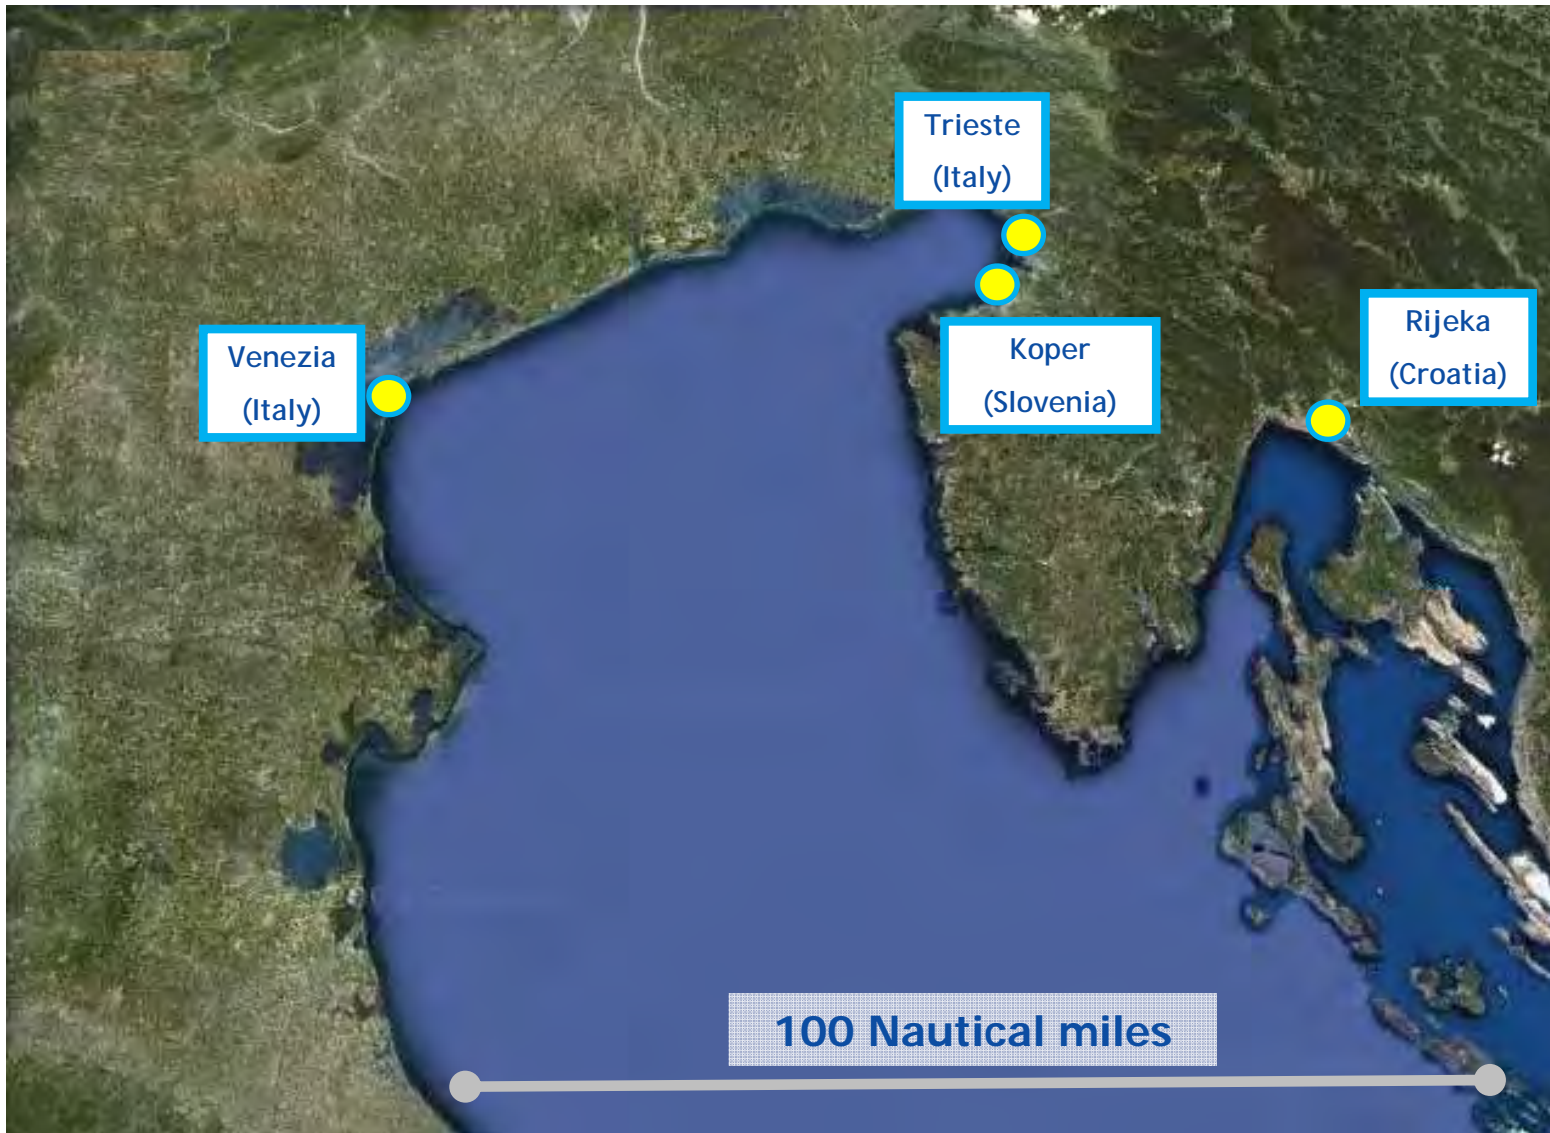 Trieste
(Italy)
Venezia
(Italy)
Koper
(Slovenia)
Rijeka
(Croatia)
100 Nautical miles